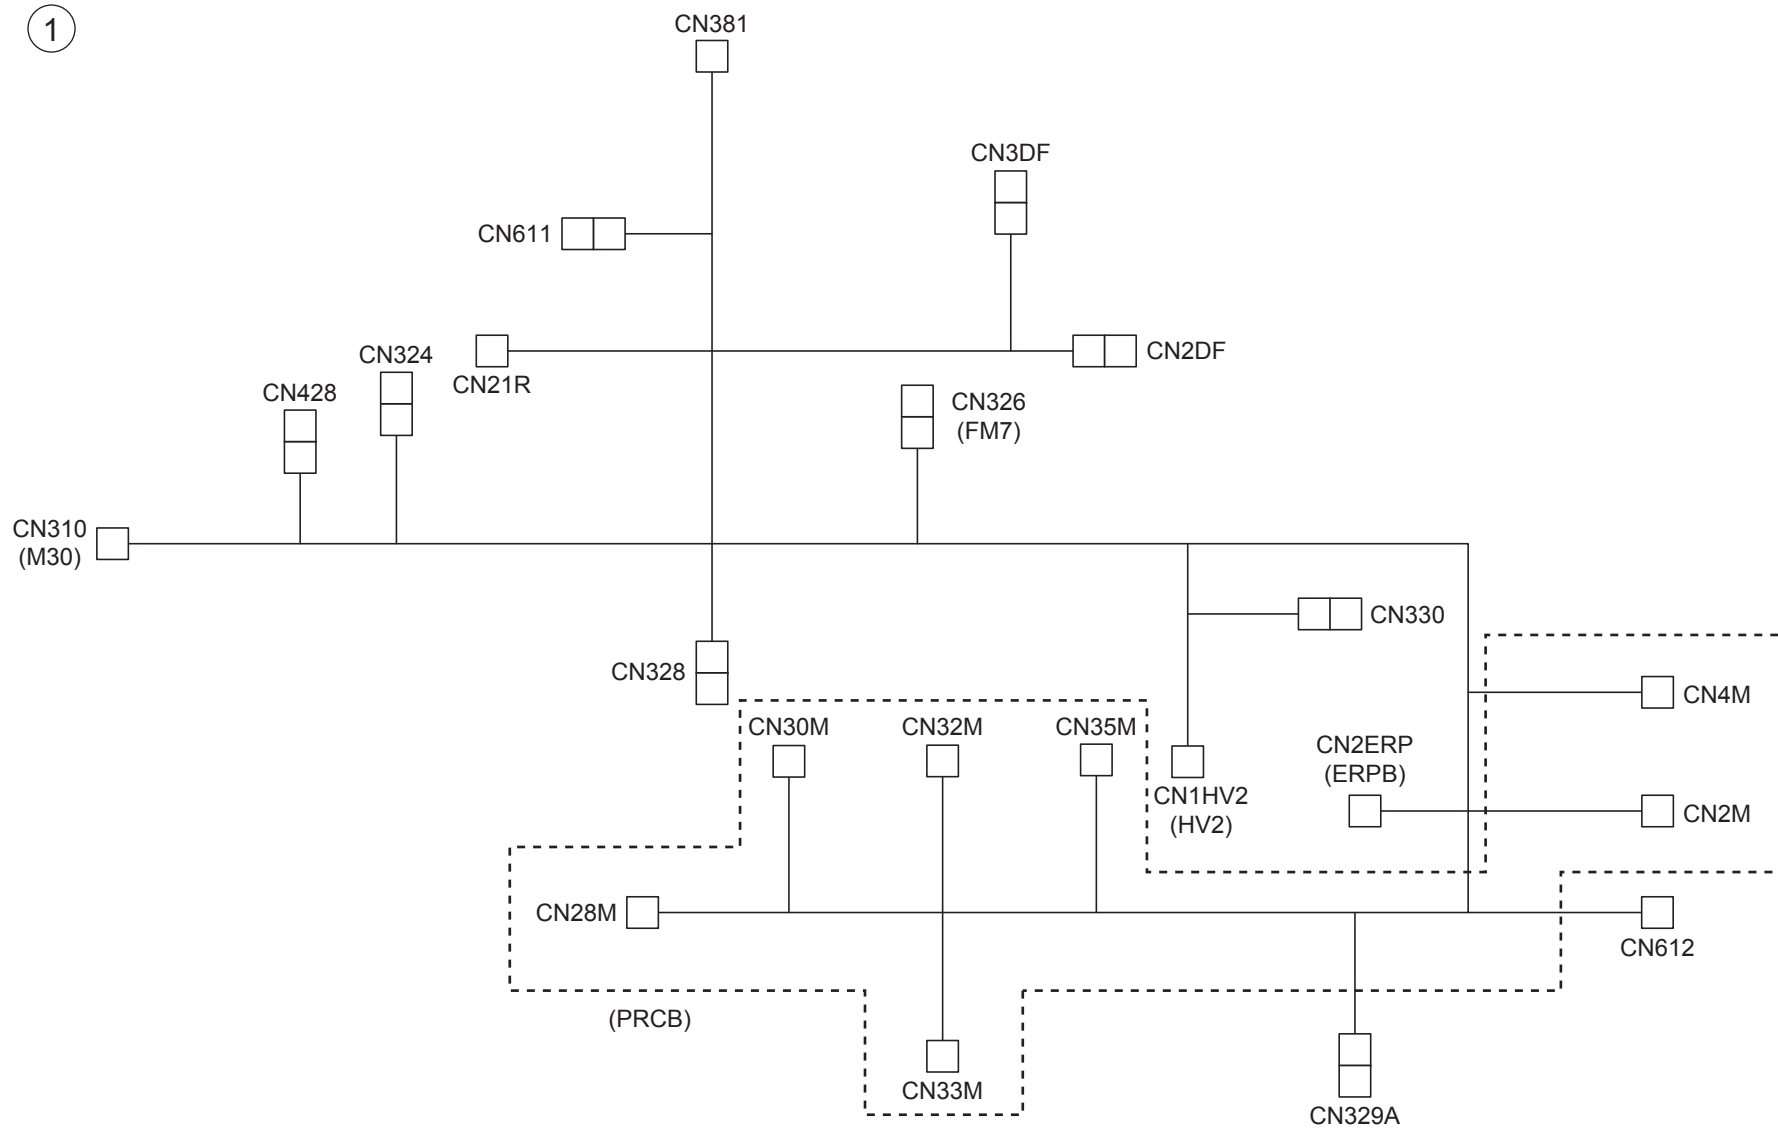 1
CN381
CN3DF
CN611
CN2DF
CN324
CN21R
CN428
CN326
(FM7)
CN310
(M30)
CN330
CN328
CN4M
CN30M
CN32M
CN35M
CN2ERP
(ERPB)
CN1HV2
(HV2)
CN2M
CN28M
CN612
(PRCB)
CN33M
CN329A